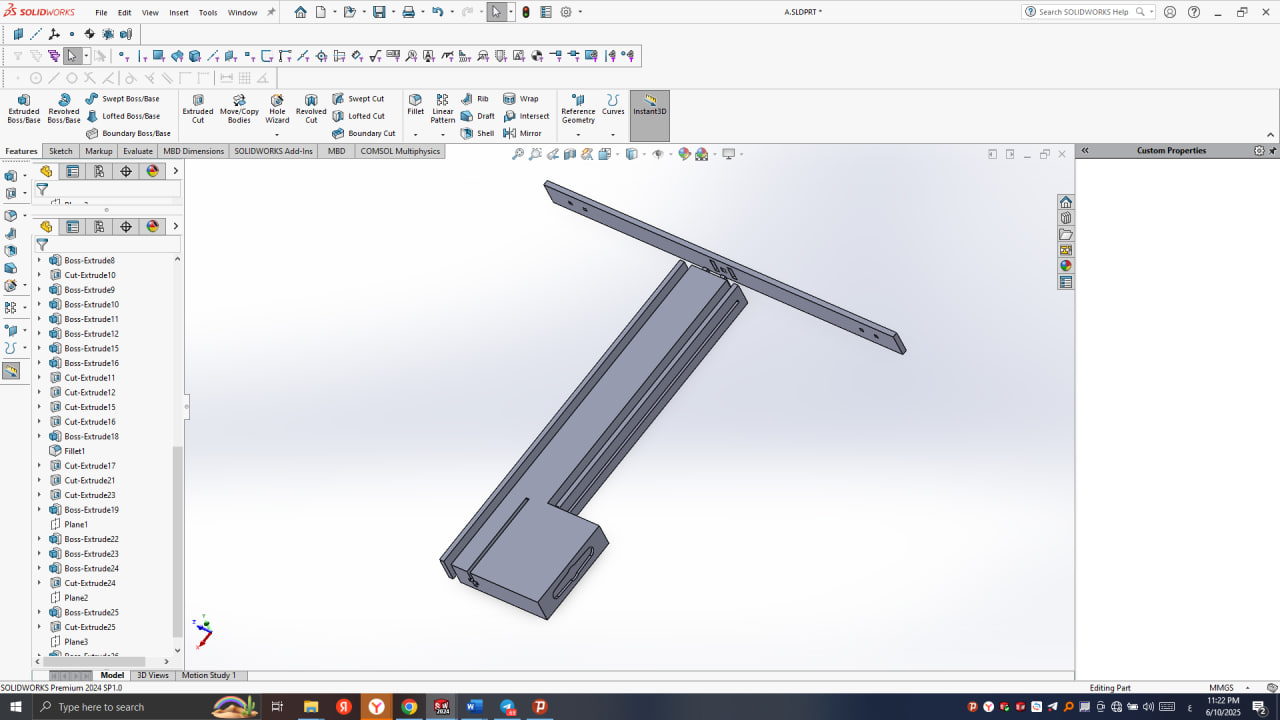 SOLIDWORKS File Edit View Insert Tools Window A.SLDPRT * Search SOLIDWORKS Help
Extruded Boss/Base
Revolved Boss/Base
Swept Boss/Base
Lofted Boss/Base
Boundary Boss/Base
Extruded Cut
Move/Copy Bodies
Hole Wizard
Revolved Cut
Swept Cut
Lofted Cut
Boundary Cut
Fillet
Linear Pattern
Rib
Draft
Shell
Wrap
Intersect
Mirror
Reference Geometry
Curves
Instant3D
Features Sketch Markup Evaluate MBD Dimensions SOLIDWORKS Add-Ins MBD COMSOL Multiphysics
Custom Properties
Boss-Extrude8
Cut-Extrude10
Boss-Extrude9
Boss-Extrude10
Boss-Extrude11
Boss-Extrude12
Boss-Extrude15
Boss-Extrude16
Cut-Extrude11
Cut-Extrude12
Cut-Extrude15
Cut-Extrude16
Boss-Extrude18
Fillet1
Cut-Extrude17
Cut-Extrude21
Cut-Extrude23
Boss-Extrude19
Plane1
Boss-Extrude22
Boss-Extrude23
Boss-Extrude24
Cut-Extrude24
Plane2
Boss-Extrude25
Cut-Extrude25
Plane3
Model 3D Views Motion Study 1
SOLIDWORKS Premium 2024 SP1.0 Editing Part MMGS
Type here to search
11:22 PM
6/10/2025